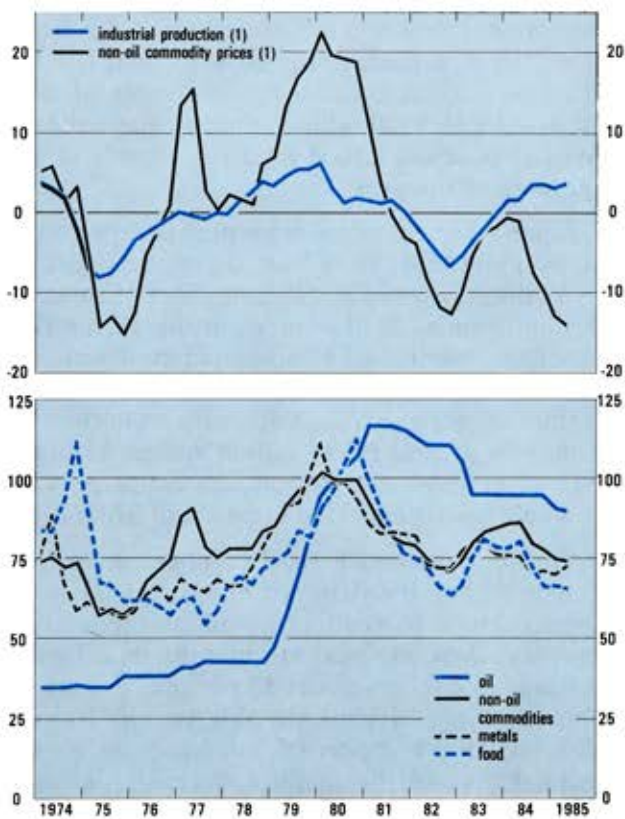 industrial production (1)
non-oil commodity prices (1)
20 20
10 10
0 0
-10 -10
-20 -20
125 125
100 100
75 75
50 50
oil
non-oil
commodities
metals
food
25 25
0 0
1974 75 76 77 78 79 80 81 82 83 84 1985